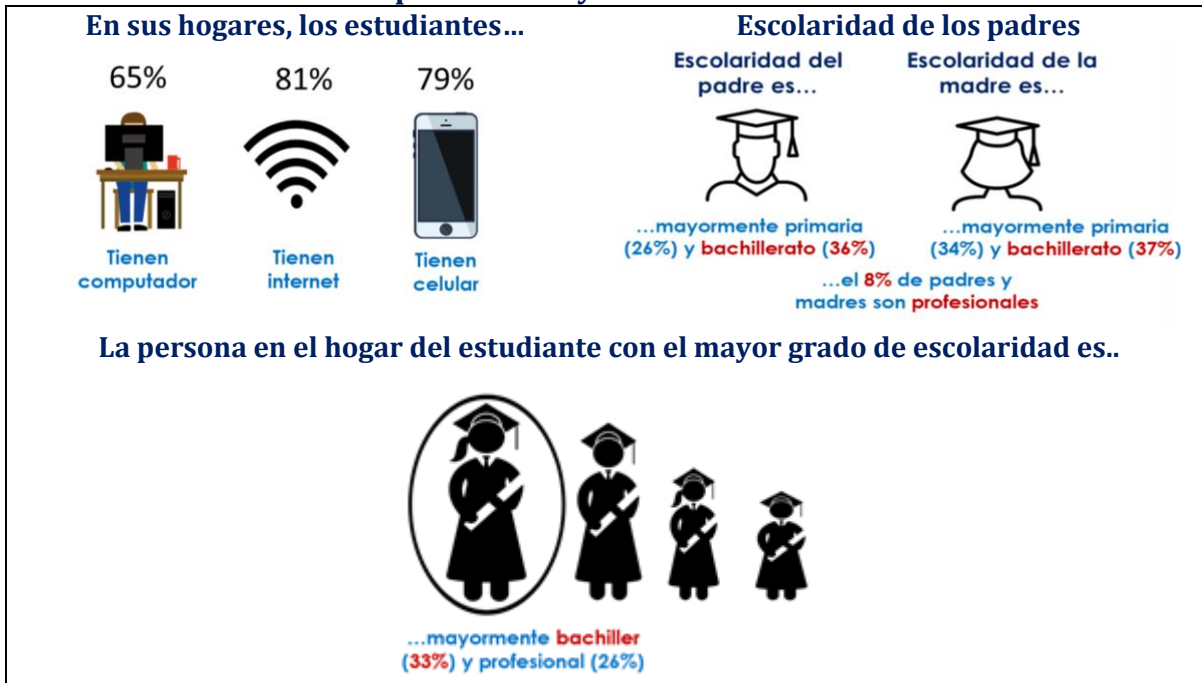 En sus hogares, los estudiantes…
65%
81%
79%
Tienen
computador
Tienen
internet
Tienen
celular
Escolaridad de los padres
Escolaridad del
padre es…
Escolaridad de la
madre es…
…mayormente primaria
(26%) y bachillerato (36%)
…mayormente primaria
(34%) y bachillerato (37%)
…el 8% de padres y
madres son profesionales
La persona en el hogar del estudiante con el mayor grado de escolaridad es..
…mayormente bachiller
(33%) y profesional (26%)